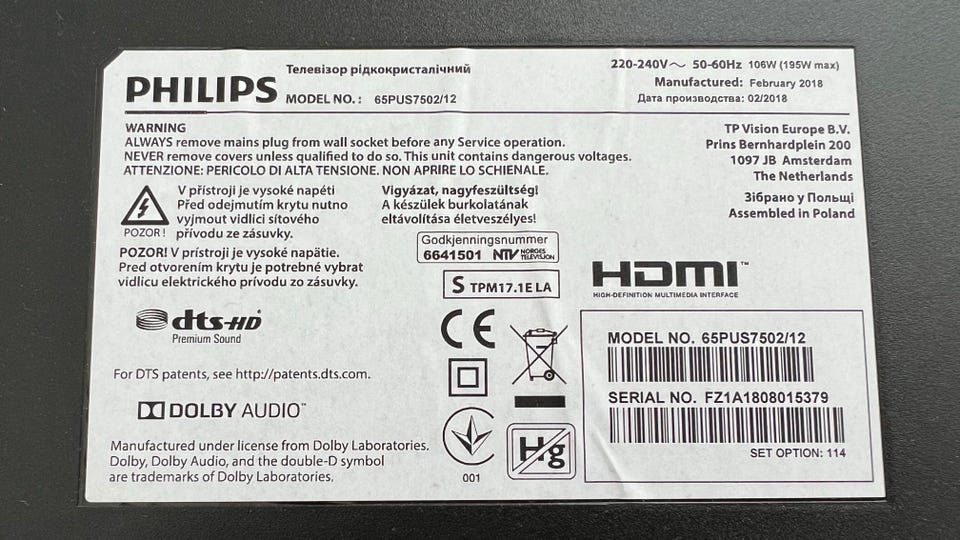 PHILIPS
Телевізор рідкокристалічний
MODEL NO. : 65PUS7502/12
220-240V～ 50-60Hz 106W (195W max)
Manufactured: February 2018
Дата производства: 02/2018
WARNING
ALWAYS remove mains plug from wall socket before any Service operation.
NEVER remove covers unless qualified to do so. This unit contains dangerous voltages.
ATTENZIONE: PERICOLO DI ALTA TENSIONE. NON APRIRE LO SCHIENALE.
TP Vision Europe B.V.
Prins Bernhardplein 200
1097 JB Amsterdam
The Netherlands
Зібрано у Польщі
Assembled in Poland
POZOR !
V přístroji je vysoké napětí
Před odejmutím krytu nutno
vyjmout vidlici síťového
přívodu ze zásuvky.
Vigyázat, nagyfeszültség!
A készülek burkolatának
eltávolítása életveszélyes!
POZOR! V prístroji je vysoké napätie.
Pred otvorením krytu je potrebné vybrat
vidlicu elektrického prívodu zo zásuvky.
Godkjenningsnummer
6641501 NTV NORGES TELEVISJON
S TPM17.1E LA
HDMI™
HIGH-DEFINITION MULTIMEDIA INTERFACE
dts-HD
Premium Sound
For DTS patents, see http://patents.dts.com.
DOLBY AUDIO™
Manufactured under license from Dolby Laboratories.
Dolby, Dolby Audio, and the double-D symbol
are trademarks of Dolby Laboratories.
CE
001
Hg
MODEL NO. 65PUS7502/12
SERIAL NO. FZ1A1808015379
SET OPTION: 114